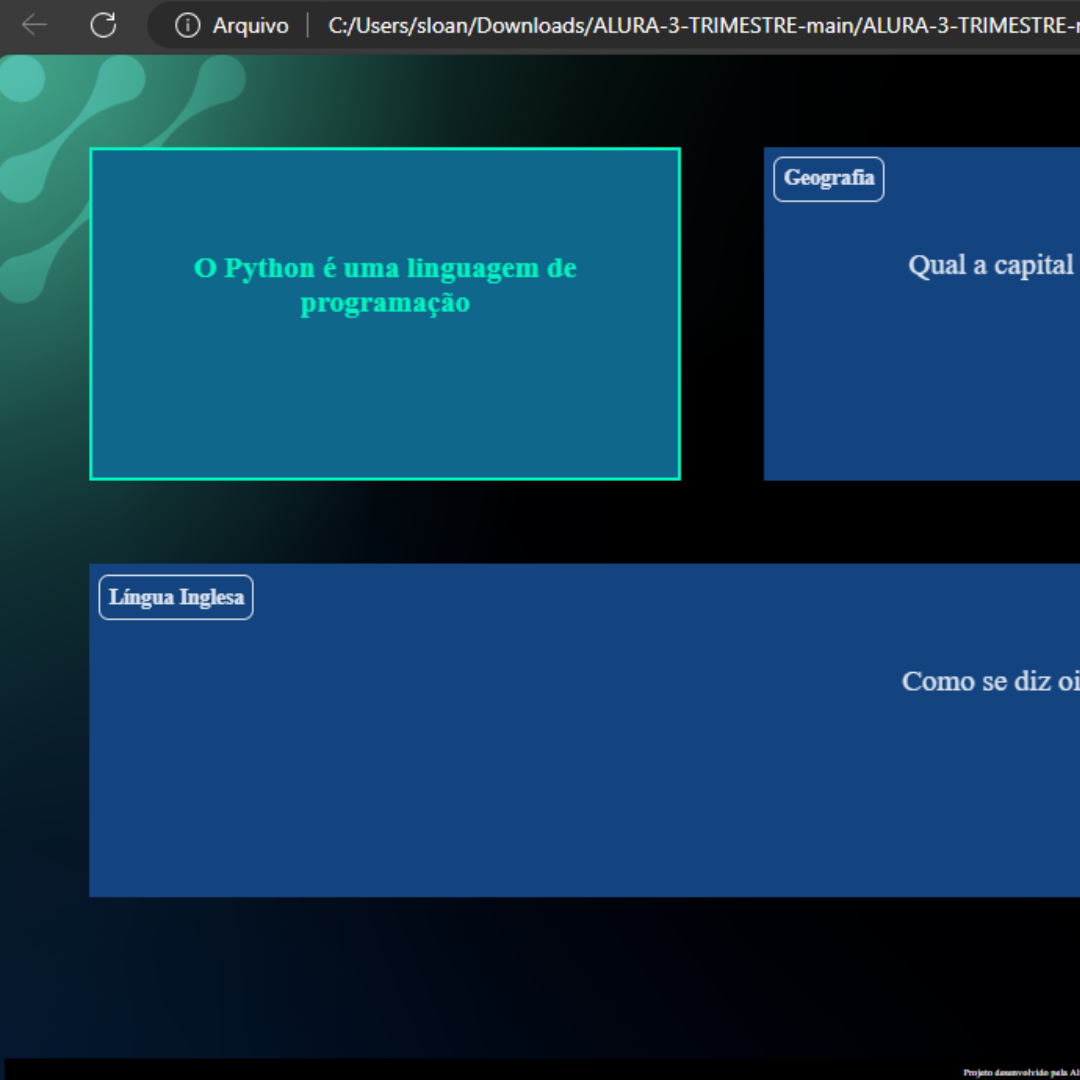 Arquivo C:/Users/sloan/Downloads/ALURA-3-TRIMESTRE-main/ALURA-3-TRIMESTRE-
O Python é uma linguagem de
programação
Geografia
Qual a capital
Língua Inglesa
Como se diz oi
Projeto desenvolvido pela